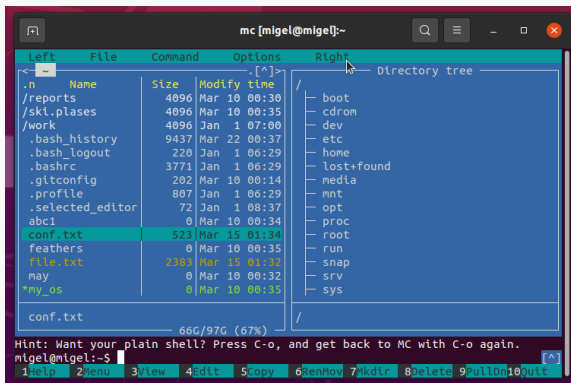 mc [migel@migel]:~
Left File Command Options Right
<- ~ .[^]>
.n Name Size Modify time
/reports 4096 Mar 10 00:30
/ski.plases 4096 Mar 10 00:35
/work 4096 Jan 1 07:00
.bash_history 9437 Mar 22 00:37
.bash_logout 220 Jan 1 06:29
.bashrc 3771 Jan 1 06:29
.gitconfig 202 Mar 10 00:14
.profile 807 Jan 1 06:29
.selected_editor 72 Jan 1 08:37
abc1 0 Mar 10 00:34
conf.txt 523 Mar 15 01:34
feathers 0 Mar 10 00:35
file.txt 2383 Mar 15 01:32
may 0 Mar 10 00:32
*my_os 0 Mar 10 00:35
conf.txt
66G/97G (67%)
Directory tree
/
boot
cdrom
dev
etc
home
lost+found
media
mnt
opt
proc
root
run
snap
srv
sys
/
Hint: Want your plain shell? Press C-o, and get back to MC with C-o again.
migel@migel:~$ [^]
1Help 2Menu 3View 4Edit 5Copy 6RenMov 7Mkdir 8Delete 9PullDn 10Quit